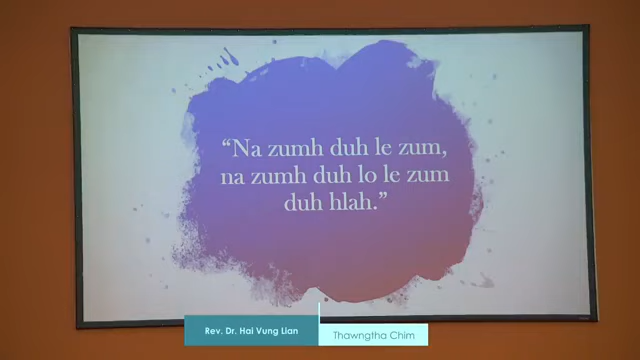 “Na zumh duh le zum,
na zumh duh lo le zum
duh hlah.”
Rev. Dr. Hai Vung Lian
Thawngtha Chim